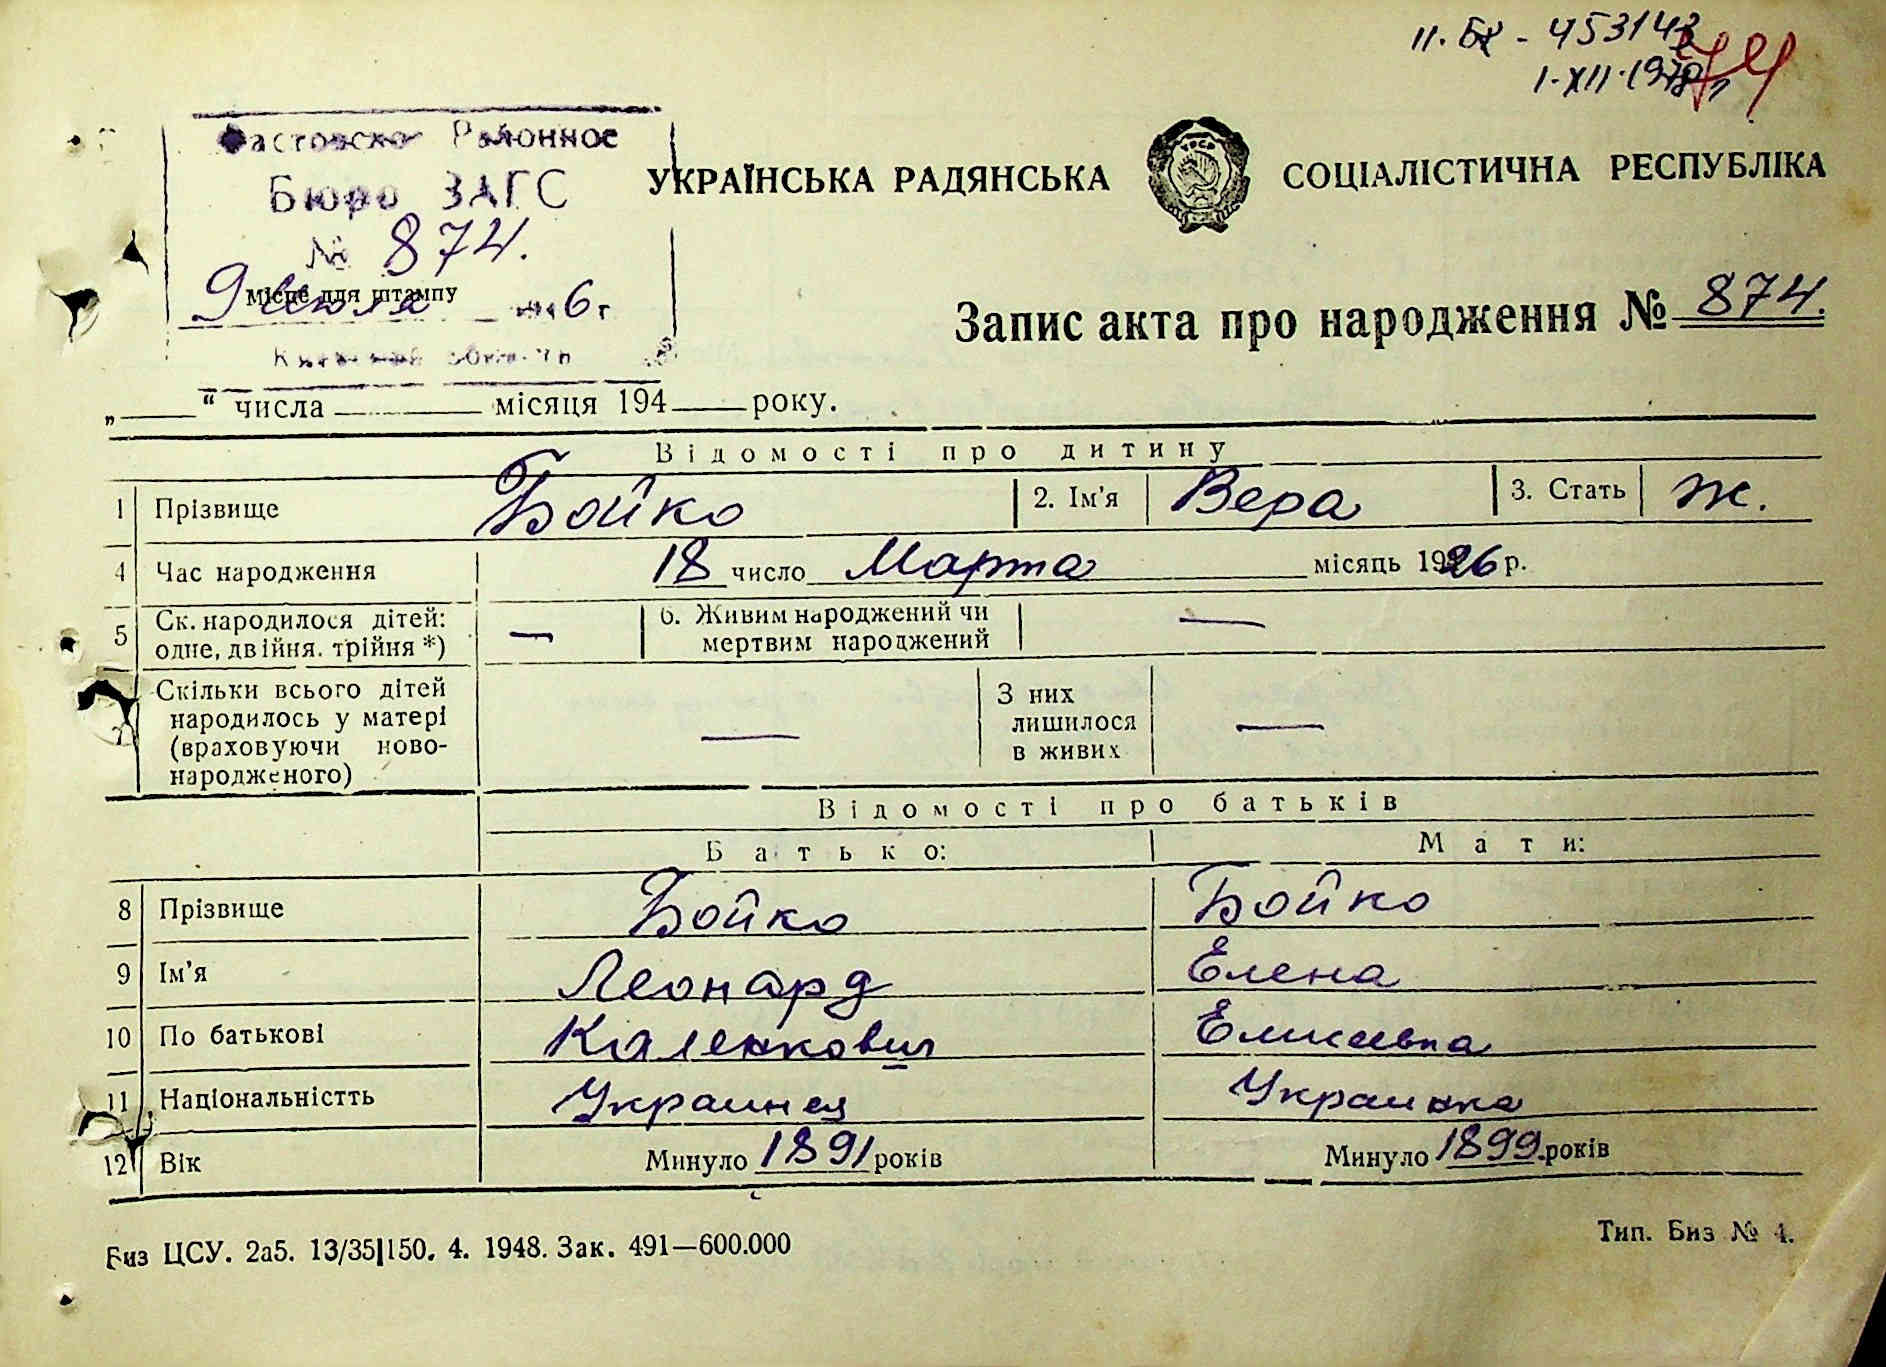 II. БК - 453143
1.XII.1978 г
Фастовское Районное
Бюро ЗАГС
УКРАЇНСЬКА РАДЯНСЬКА СОЦІАЛІСТИЧНА РЕСПУБЛІКА
№ 874.
Місце для штампу
9 Июля 6 г
Запис акта про народження № 874.
„ “ числа місяця 194 року.
Відомості про дитину
1 Прізвище Бойко 2. Ім'я Вера 3. Стать ж.
4 Час народження 18 число Марта місяць 1926 р.
5 Ск. народилося дітей: одне, двійня. трійня *) — 6. Живим народжений чи мертвим народжений —
7 Скільки всього дітей народилось у матері (враховуючи ново-народженого) — З них лишилося в живих —
Відомості про батьків
Батько: Мати:
8 Прізвище Бойко Бойко
9 Ім'я Леонард Елена
10 По батькові Каленкович Елисеевна
11 Національністть Украинец Украинка
12 Вік Минуло 1891 років Минуло 1899 років
Биз ЦСУ. 2а5. 13/35|150. 4. 1948. Зак. 491—600.000
Тип. Биз № 4.